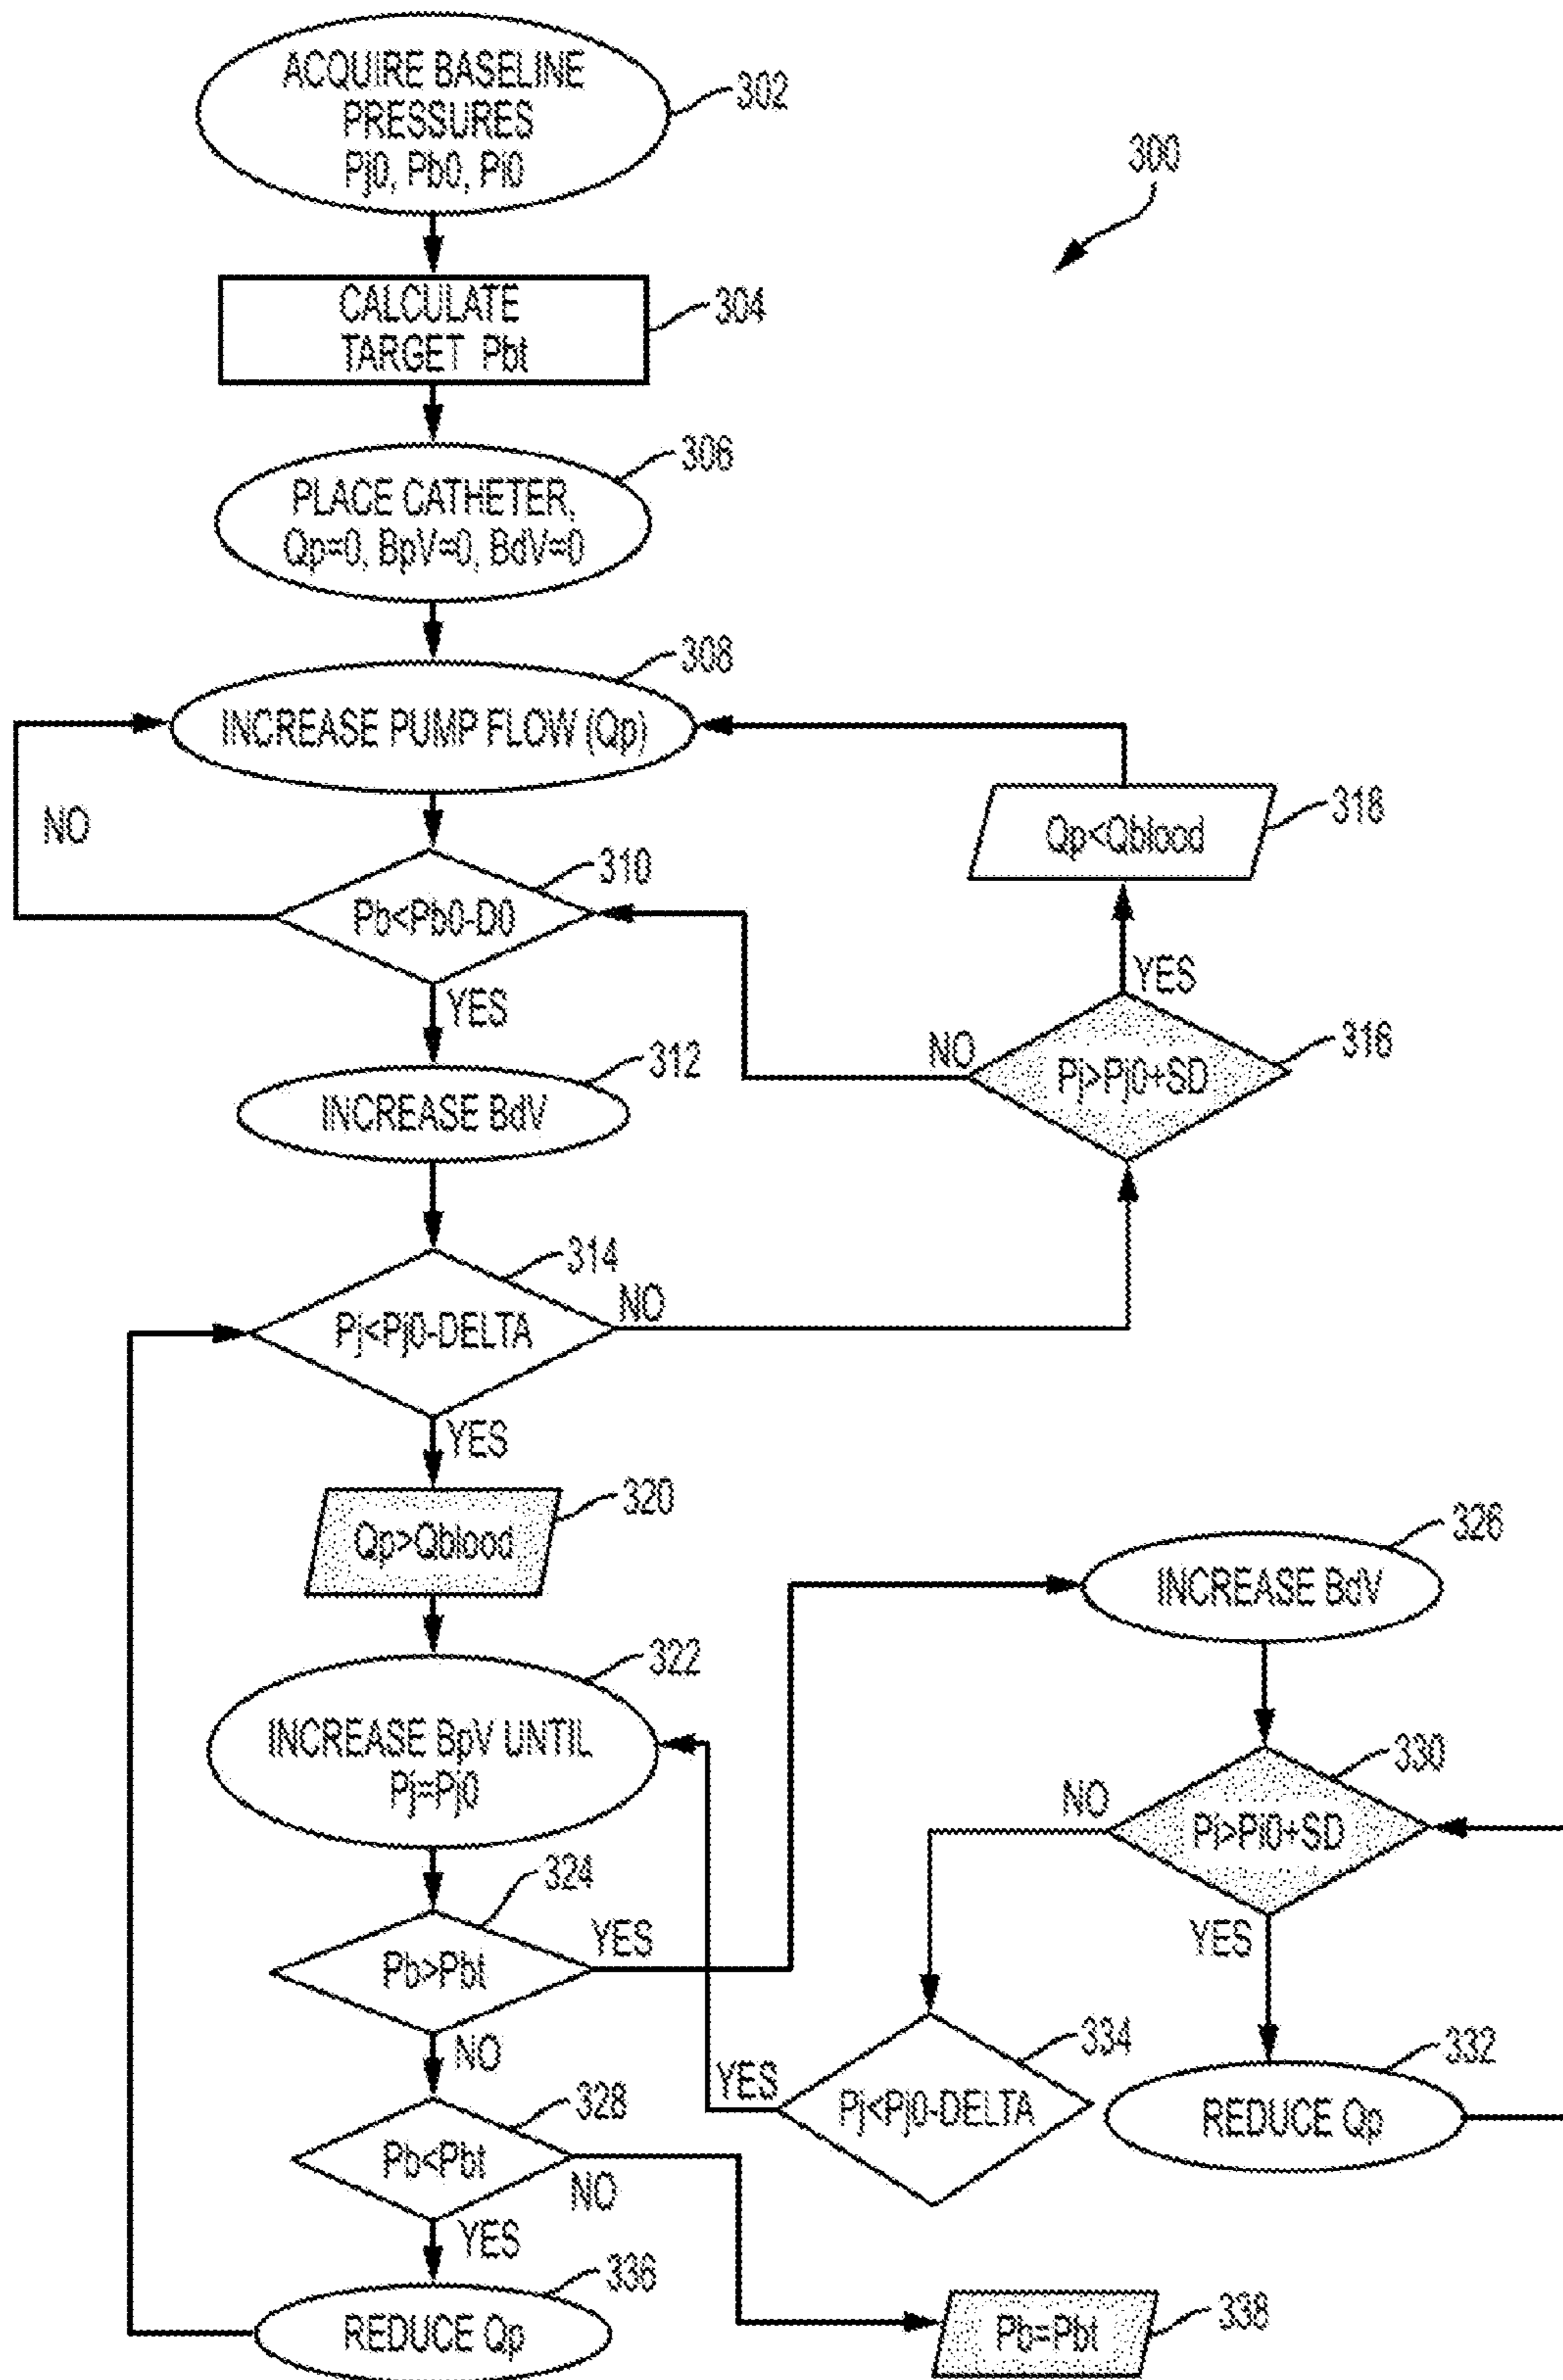 ACQUIRE BASELINE
PRESSURES
Pj0, Pb0, Pi0
302
300
CALCULATE
TARGET Pbt
304
306
PLACE CATHETER,
Qp=0, BpV=0, BdV=0
308
INCREASE PUMP FLOW (Qp)
NO
318
Qp<Qblood
310
Pb<Pb0-D0
YES
YES
NO
316
Pj>Pj0+SD
312
INCREASE BdV
314
NO
Pj<Pj0-DELTA
YES
320
Qp>Qblood
326
INCREASE BdV
322
INCREASE BpV UNTIL
Pj=Pj0
330
NO
Pi>Pi0+SD
324
YES
Pb>Pbt
YES
NO
334
332
YES
Pj<Pj0-DELTA
REDUCE Qp
328
Pb<Pbt
NO
YES
336
REDUCE Qp
338
Pb=Pbt